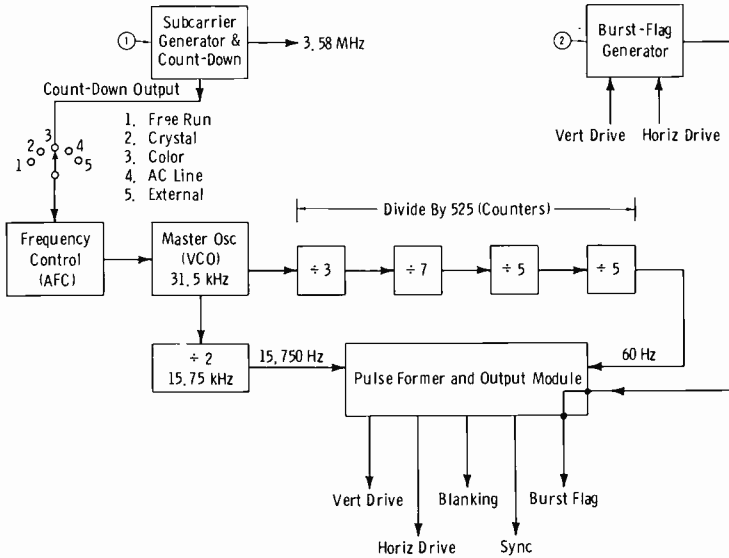 1
Subcarrier
Generator &
Count-Down
3.58 MHz
2
Burst-Flag
Generator
Count-Down Output
Vert Drive
Horiz Drive
1
2
3
4
5
1. Free Run
2. Crystal
3. Color
4. AC Line
5. External
Divide By 525 (Counters)
Frequency
Control
(AFC)
Master Osc
(VCO)
31.5 kHz
÷ 3
÷ 7
÷ 5
÷ 5
÷ 2
15.75 kHz
15,750 Hz
60 Hz
Pulse Former and Output Module
Vert Drive
Blanking
Burst Flag
Horiz Drive
Sync